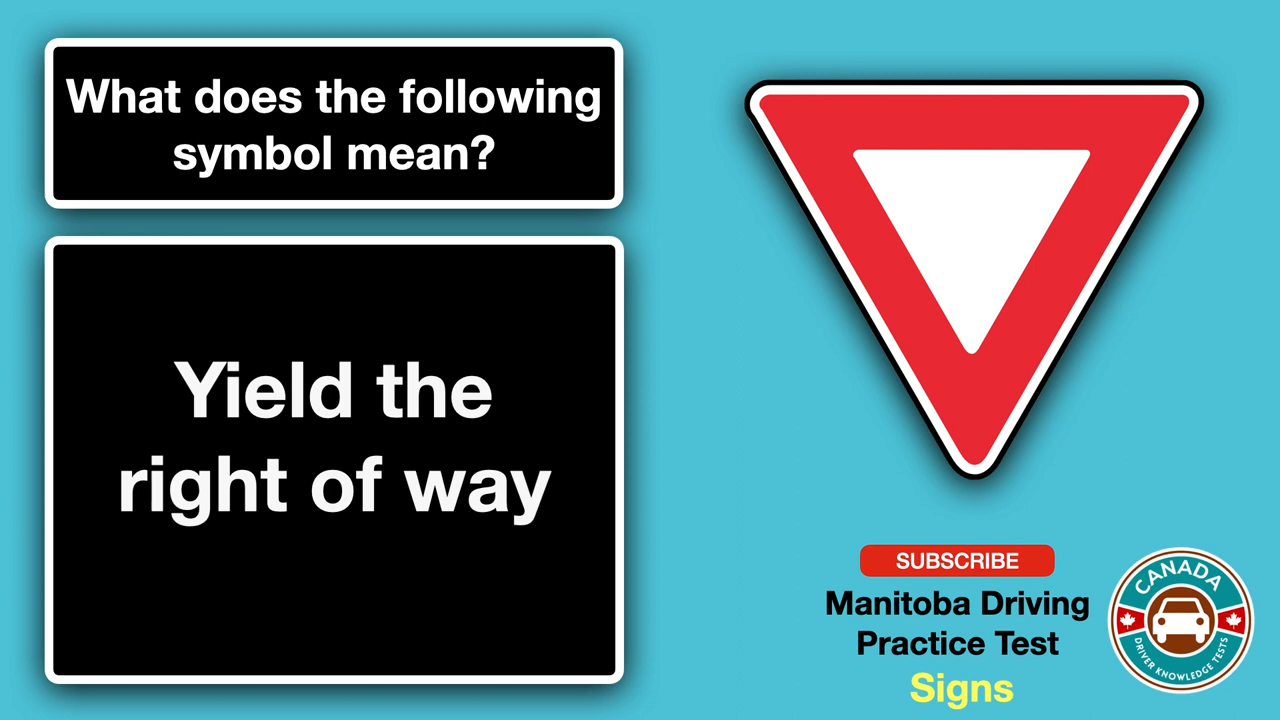 What does the following
symbol mean?
Yield the
right of way
SUBSCRIBE
Manitoba Driving
Practice Test
Signs
CANADA
DRIVER KNOWLEDGE TESTS